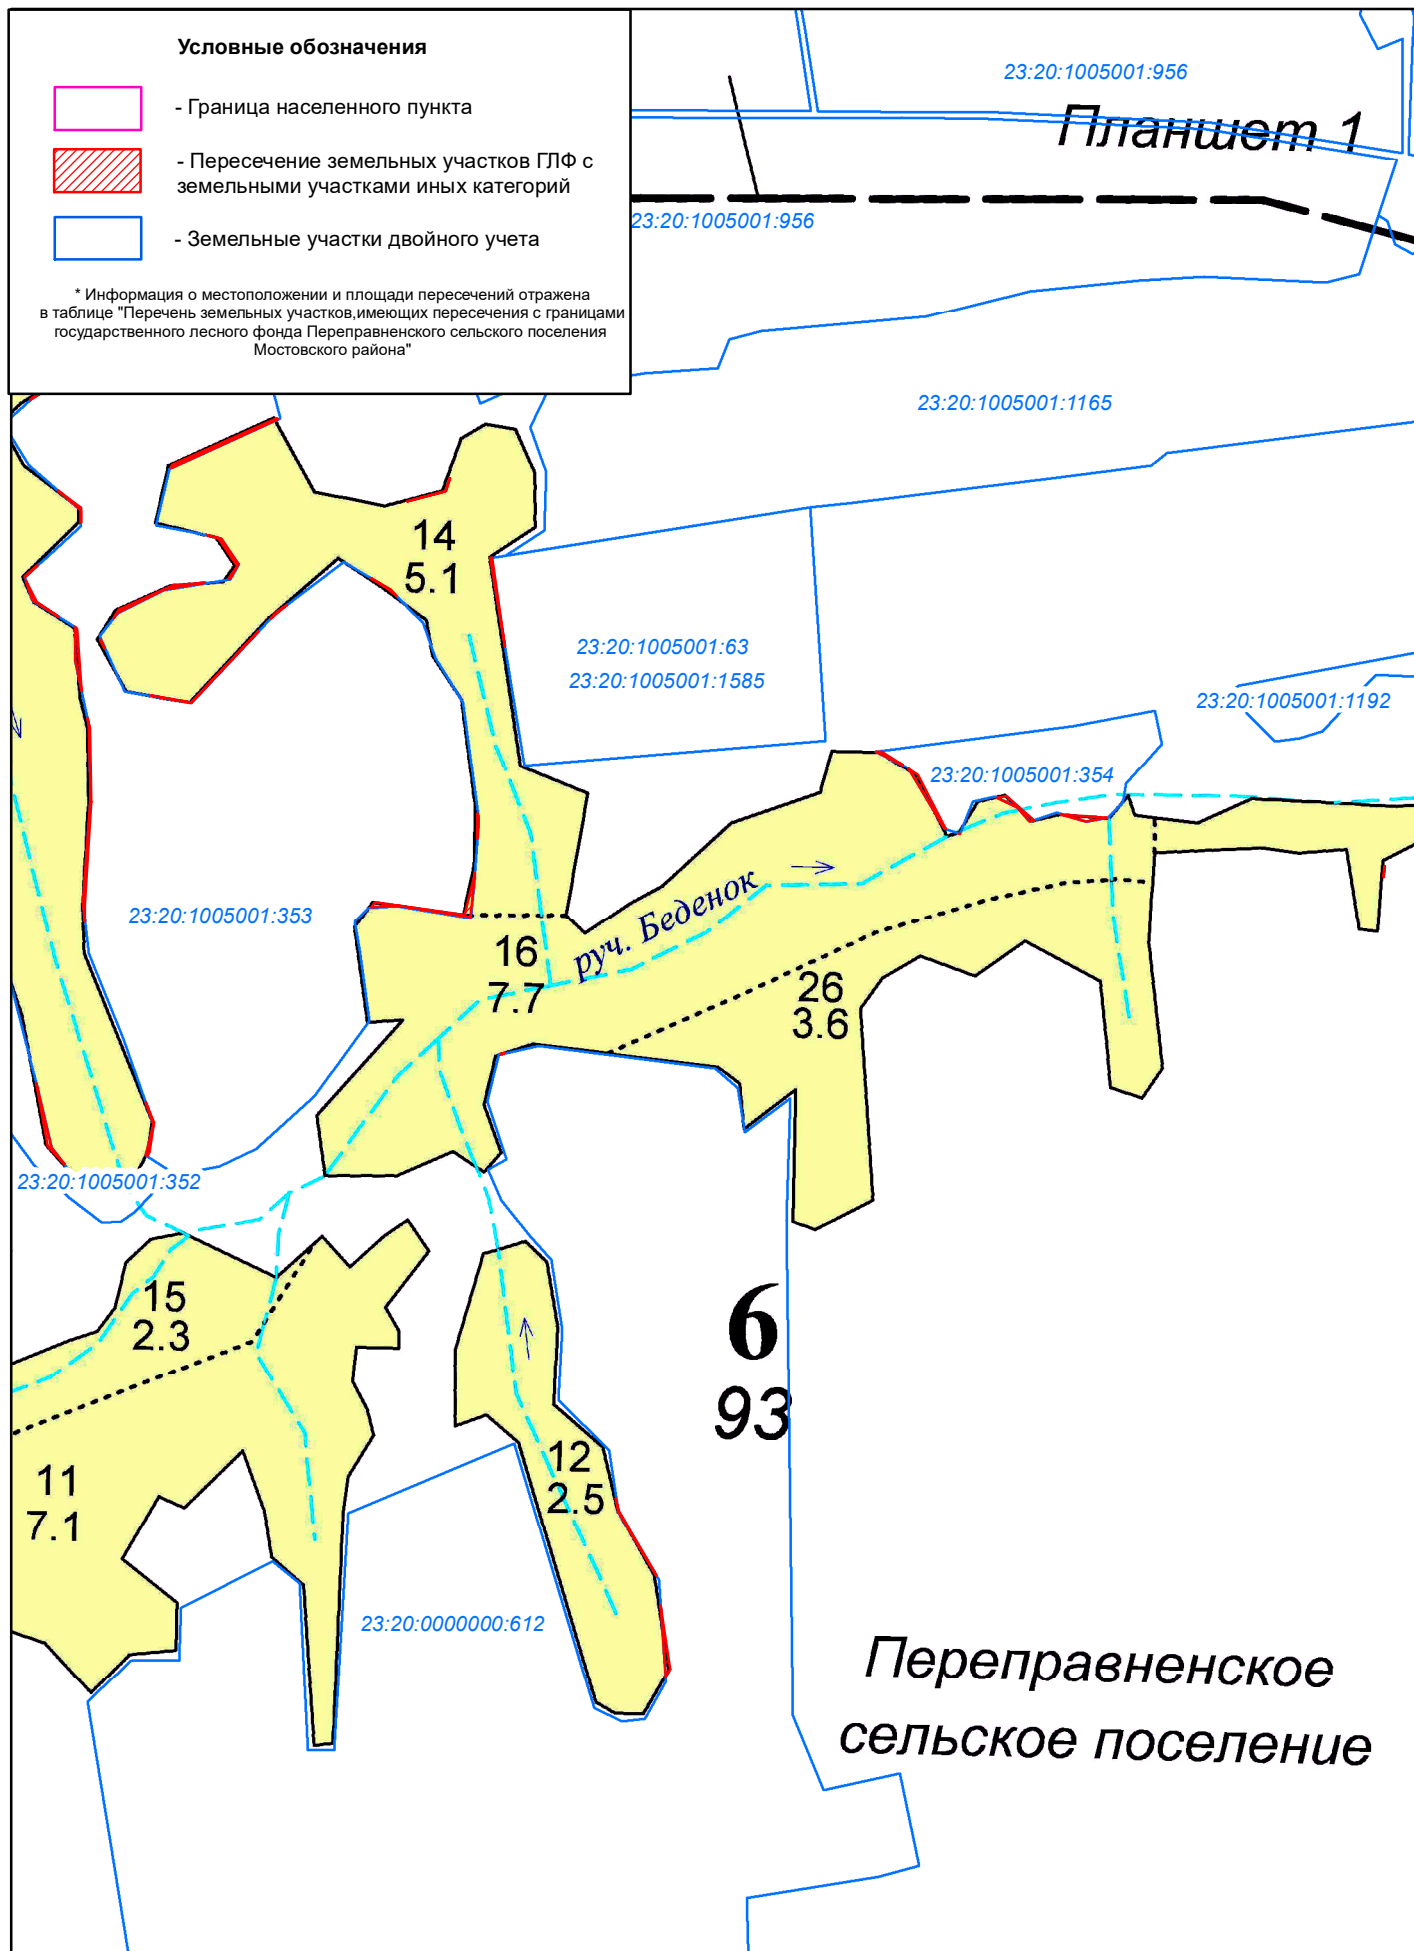 Условные обозначения
- Граница населенного пункта
- Пересечение земельных участков ГЛФ с
земельными участками иных категорий
- Земельные участки двойного учета
* Информация о местоположении и площади пересечений отражена
в таблице "Перечень земельных участков,имеющих пересечения с границами
государственного лесного фонда Переправненского сельского поселения
Мостовского района"
23:20:1005001:956
Планшет 1
23:20:1005001:956
23:20:1005001:1165
14
5.1
23:20:1005001:63
23:20:1005001:1585
23:20:1005001:1192
23:20:1005001:354
23:20:1005001:353
руч. Беденок
16
7.7
26
3.6
23:20:1005001:352
15
2.3
6
93
11
7.1
12
2.5
23:20:0000000:612
Переправненское
сельское поселение